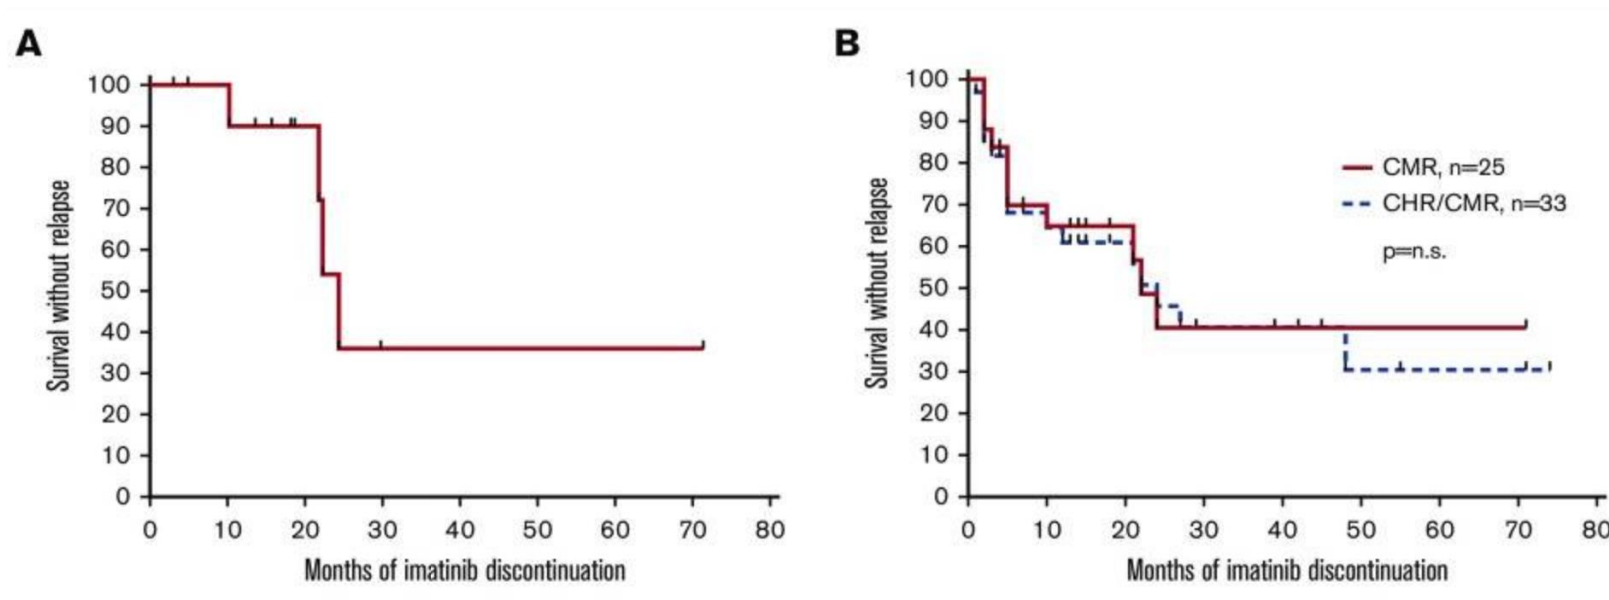 A
100
90
80
70
60
50
40
30
20
10
0
Surival without relapse
0 10 20 30 40 50 60 70 80
Months of imatinib discontinuation
B
100
90
80
70
60
50
40
30
20
10
0
Surival without relapse
CMR, n=25
CHR/CMR, n=33
p=n.s.
0 10 20 30 40 50 60 70 80
Months of imatinib discontinuation